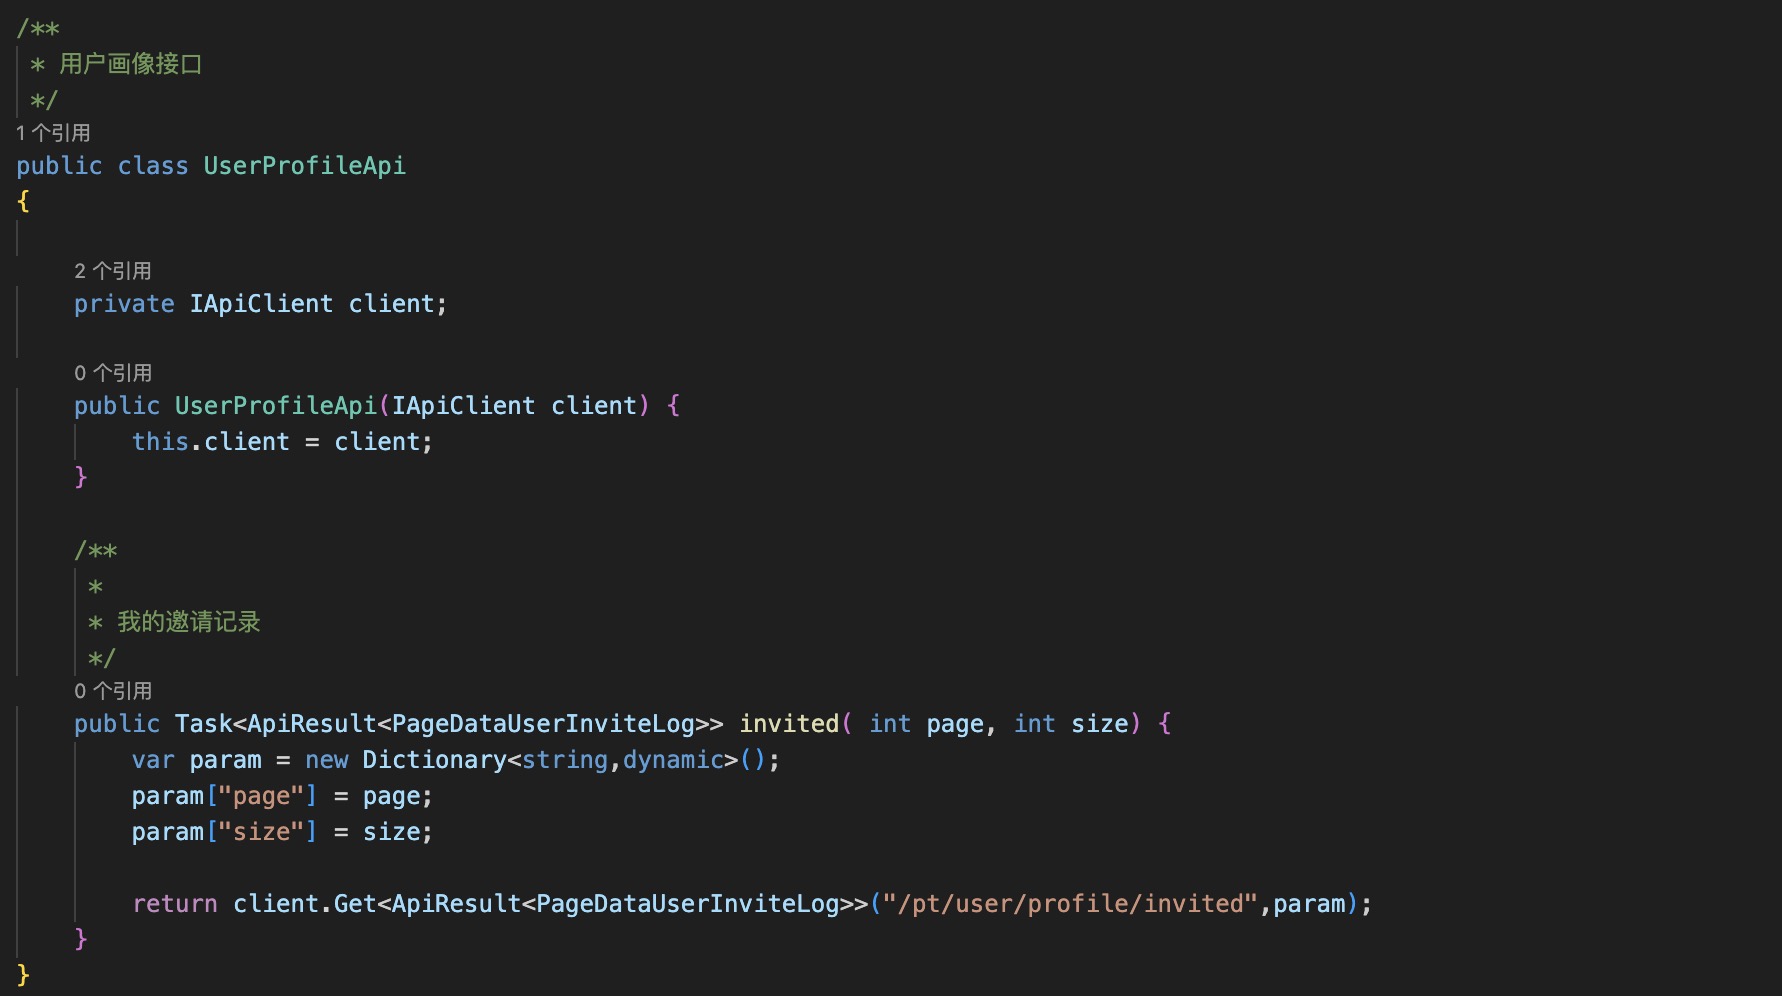 /**
 * 用户画像接口
 */
1 个引用
public class UserProfileApi
{
2 个引用
private IApiClient client;
0 个引用
public UserProfileApi(IApiClient client) {
this.client = client;
}
/**
 *
 * 我的邀请记录
 */
0 个引用
public Task<ApiResult<PageDataUserInviteLog>> invited( int page, int size) {
var param = new Dictionary<string,dynamic>();
param["page"] = page;
param["size"] = size;
return client.Get<ApiResult<PageDataUserInviteLog>>("/pt/user/profile/invited",param);
}
}